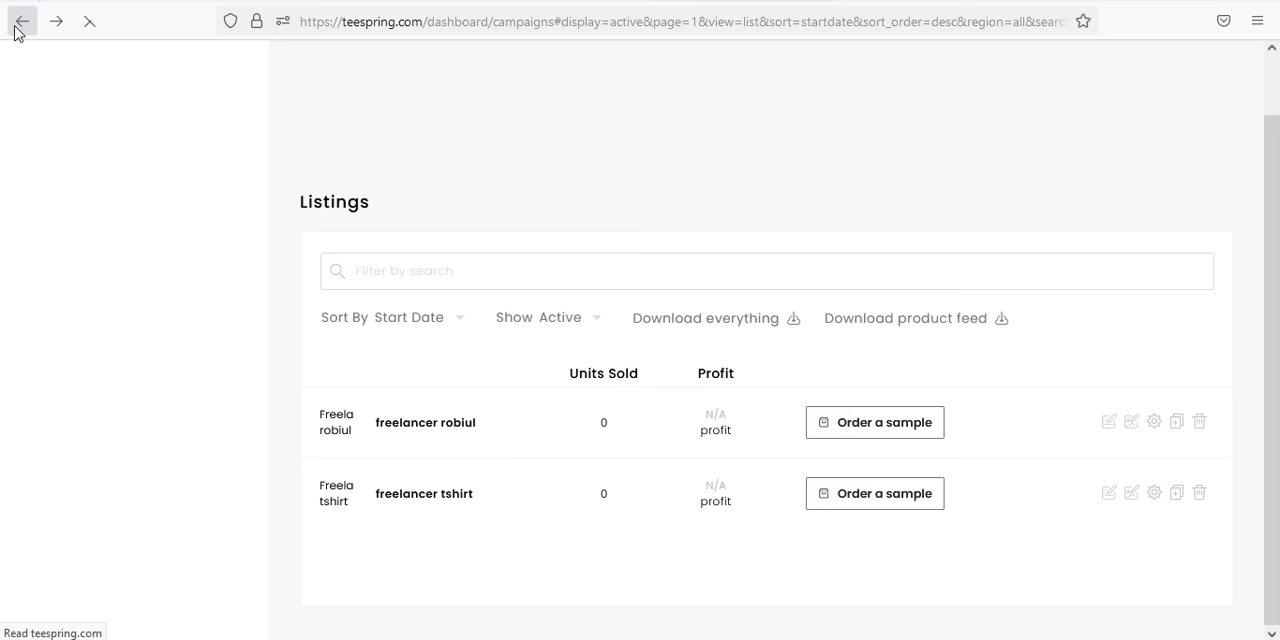 https://teespring.com/dashboard/campaigns#display=active&page=1&view=list&sort=startdate&sort_order=desc&region=all&searc
Listings
Filter by search
Sort By Start Date Show Active Download everything Download product feed
Units Sold Profit
Freela
robiul
freelancer robiul 0 N/A
profit
Order a sample
Freela
tshirt
freelancer tshirt 0 N/A
profit
Order a sample
Read teespring.com